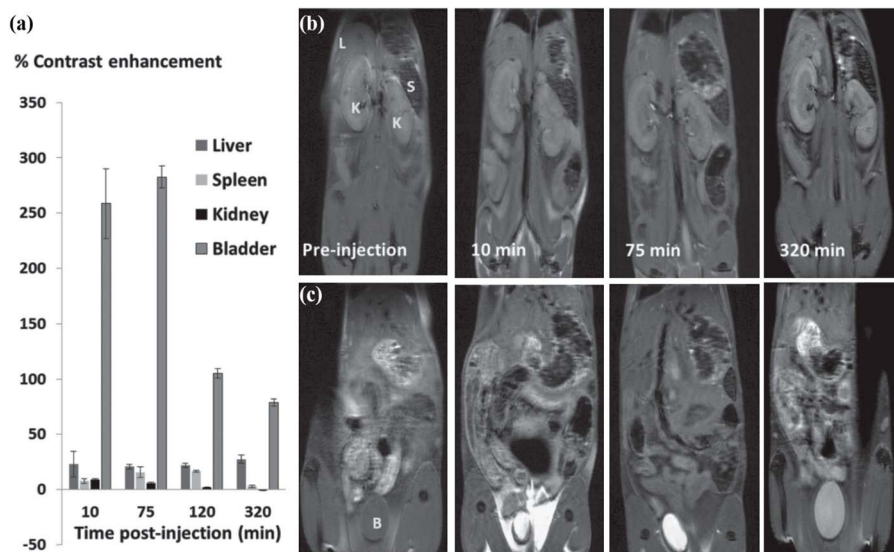 (a)
% Contrast enhancement
350
300
250
200
150
100
50
0
-50
Liver
Spleen
Kidney
Bladder
10 75 120 320
Time post-injection (min)
(b)
L
S
K
K
Pre-injection
10 min
75 min
320 min
(c)
B